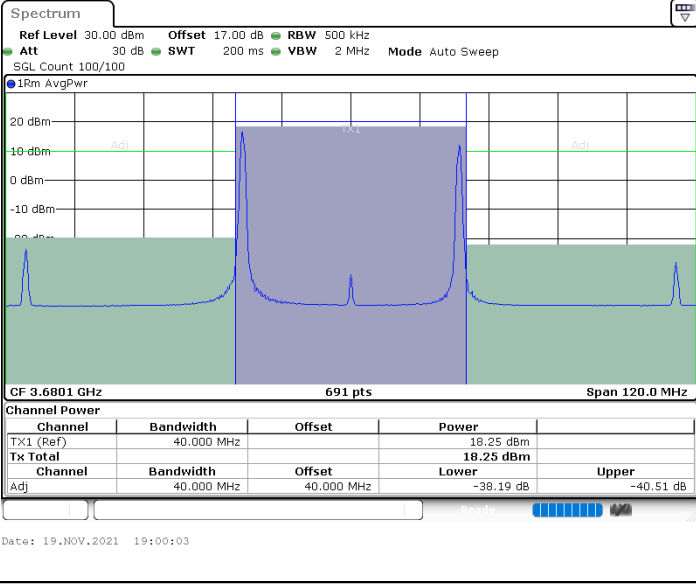 Spectrum
Ref Level 30.00 dBm Offset 17.00 dB RBW 500 kHz
Att 30 dB SWT 200 ms VBW 2 MHz Mode Auto Sweep
SGL Count 100/100
1Rm AvgPwr
20 dBm
TX1
Adj Adj
10 dBm
0 dBm
-10 dBm
CF 3.6801 GHz 691 pts Span 120.0 MHz
Channel Power
Channel Bandwidth Offset Power
TX1 (Ref) 40.000 MHz 18.25 dBm
Tx Total 18.25 dBm
Channel Bandwidth Offset Lower Upper
Adj 40.000 MHz 40.000 MHz -38.19 dB -40.51 dB
Ready
Date: 19.NOV.2021 19:00:03